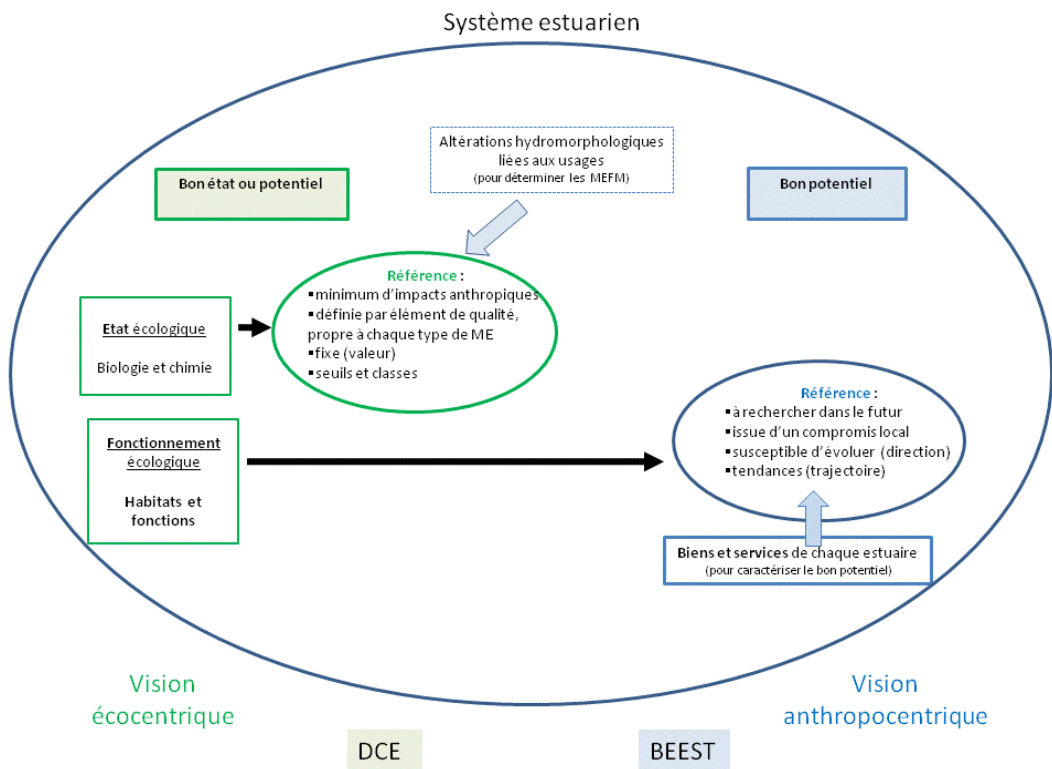 Système estuarien
Altérations hydromorphologiques
liées aux usages
(pour déterminer les MEFM)
Bon état ou potentiel
Bon potentiel
Référence :
▪minimum d'impacts anthropiques
▪définie par élément de qualité,
propre à chaque type de ME
▪fixe (valeur)
▪seuils et classes
Etat écologique
Biologie et chimie
Référence :
▪à rechercher dans le futur
▪issue d'un compromis local
▪susceptible d'évoluer (direction)
▪tendances (trajectoire)
Fonctionnement
écologique
Habitats et
fonctions
Biens et services de chaque estuaire
(pour caractériser le bon potentiel)
Vision
écocentrique
Vision
anthropocentrique
DCE
BEEST